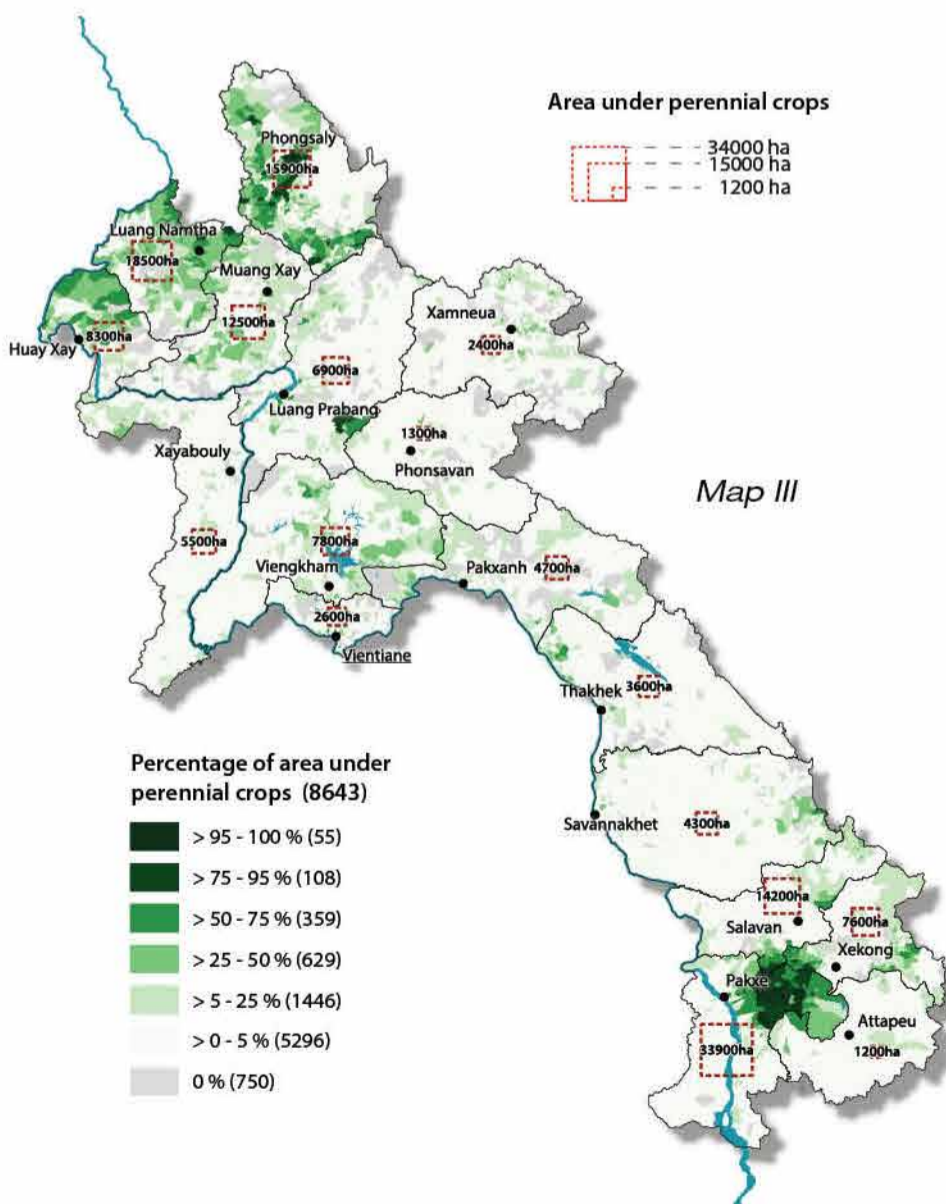 Area under perennial crops
34000 ha
15000 ha
1200 ha
Phongsaly
15900ha
Luang Namtha
18500ha
Muang Xay
12500ha
Huay Xay
8300ha
Xamneua
2400ha
6900ha
Luang Prabang
1300ha
Phonsavan
Xayabouly
Map III
5500ha
7800ha
Viengkham
Pakxanh
4700ha
2600ha
Vientiane
Thakhek
3600ha
Savannakhet
4300ha
14200ha
Salavan
7600ha
Xekong
Pakxe
Attapeu
33900ha
1200ha
Percentage of area under
perennial crops (8643)
> 95 - 100 % (55)
> 75 - 95 % (108)
> 50 - 75 % (359)
> 25 - 50 % (629)
> 5 - 25 % (1446)
> 0 - 5 % (5296)
0 % (750)